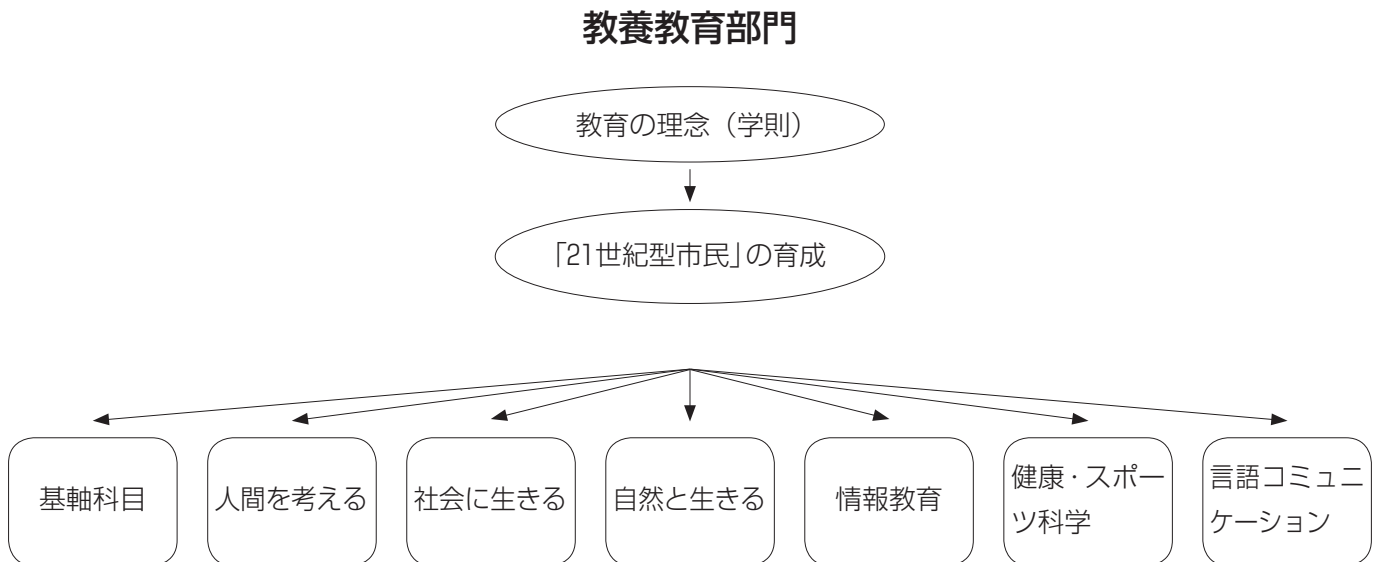 教養教育部門
教育の理念（学則）
「21世紀型市民」の育成
基軸科目
人間を考える
社会に生きる
自然と生きる
情報教育
健康・スポー
ツ科学
言語コミュニ
ケーション